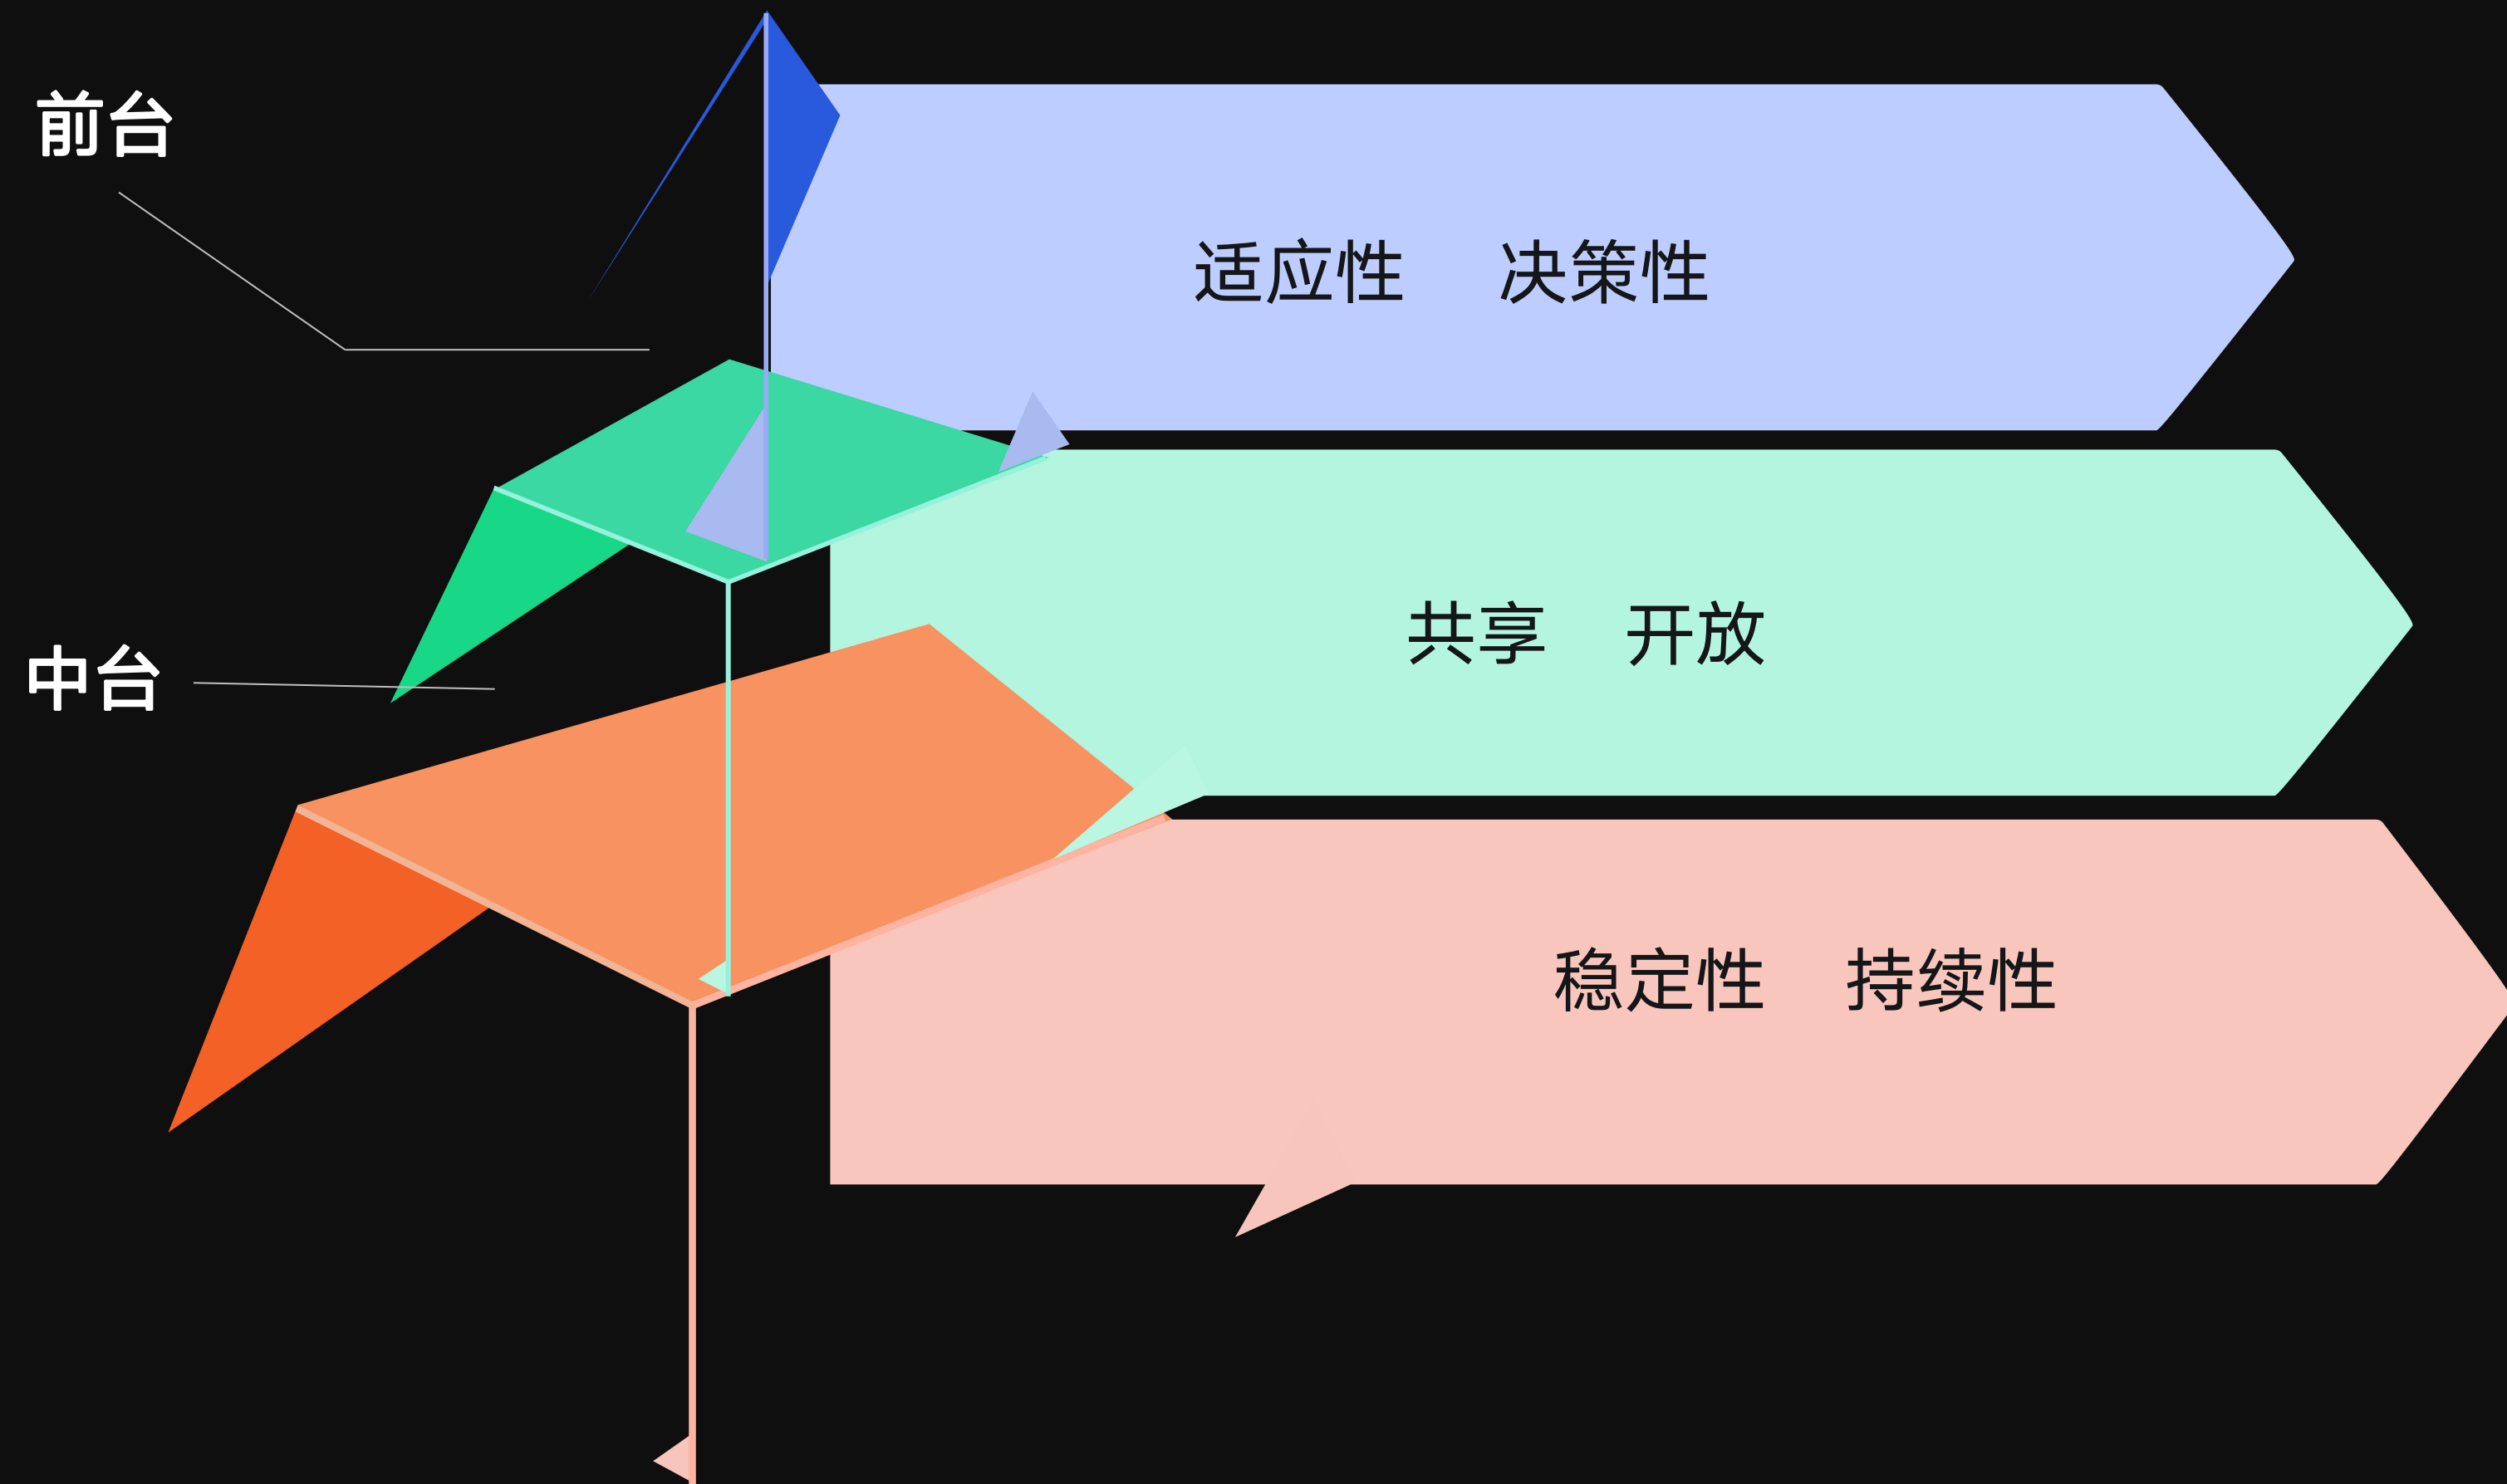 前台
适应性 决策性
共享 开放
中台
稳定性 持续性